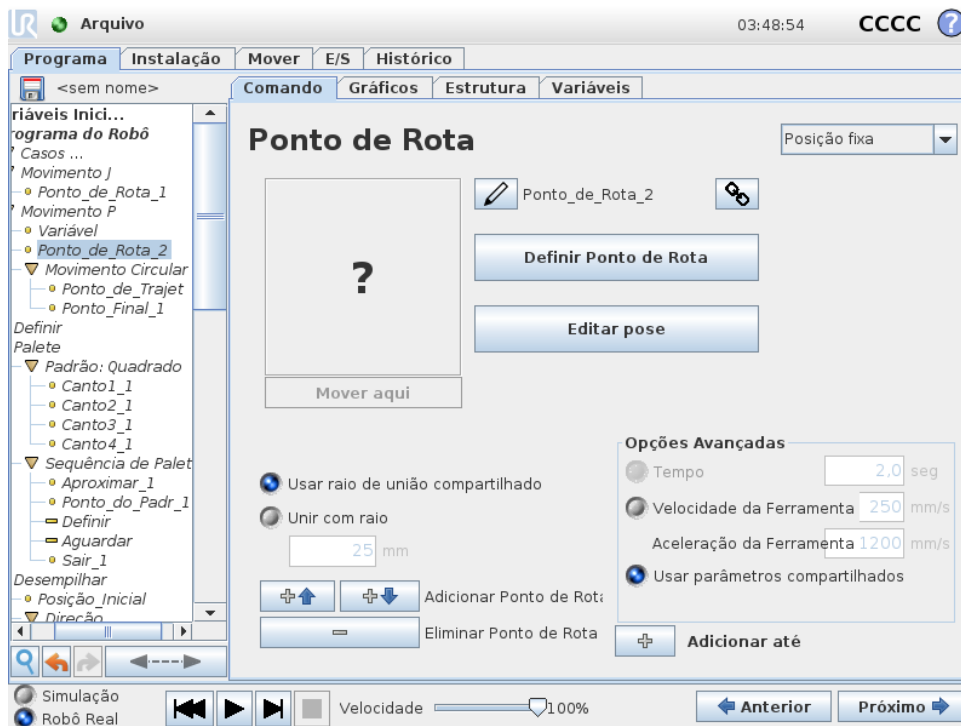 UR Arquivo 03:48:54 CCCC ?
Programa Instalação Mover E/S Histórico
<sem nome>
Comando Gráficos Estrutura Variáveis
riáveis Inici...
rograma do Robô
Casos ...
Movimento J
Ponto_de_Rota_1
Movimento P
Variável
Ponto_de_Rota_2
Movimento Circular
Ponto_de_Trajet
Ponto_Final_1
Definir
Palete
Padrão: Quadrado
Canto1_1
Canto2_1
Canto3_1
Canto4_1
Sequência de Palet
Aproximar_1
Ponto_do_Padr_1
Definir
Aguardar
Sair_1
Desempilhar
Posição_Inicial
Direção
Ponto de Rota
Posição fixa
?
Ponto_de_Rota_2
Definir Ponto de Rota
Editar pose
Mover aqui
Usar raio de união compartilhado
Unir com raio
25 mm
Adicionar Ponto de Rota
Eliminar Ponto de Rota
Opções Avançadas
Tempo 2,0 seg
Velocidade da Ferramenta 250 mm/s
Aceleração da Ferramenta 1200 mm/s
Usar parâmetros compartilhados
Adicionar até
Simulação
Robô Real
Velocidade 100%
Anterior Próximo